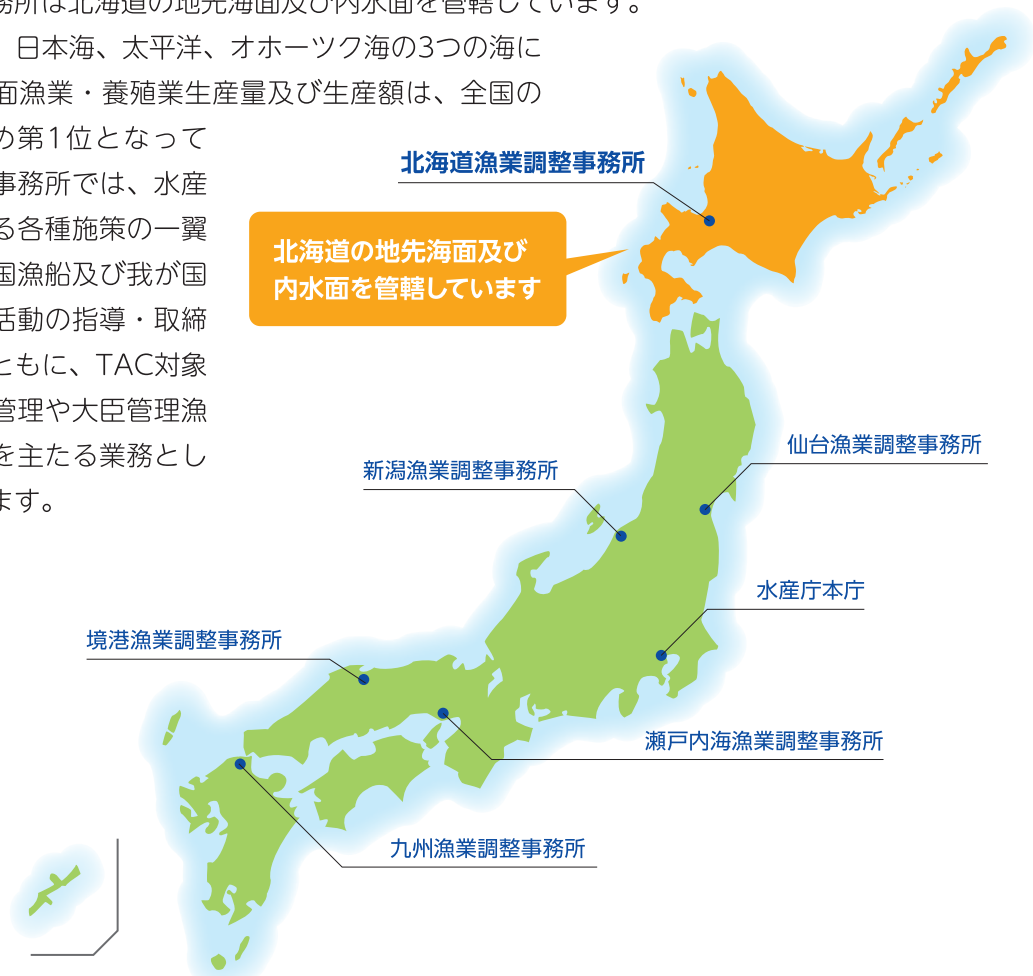 務所は北海道の地先海面及び内水面を管轄しています。
日本海、太平洋、オホーツク海の3つの海に
面漁業・養殖業生産量及び生産額は、全国の
の第1位となって
事務所では、水産
る各種施策の一翼
国漁船及び我が国
活動の指導・取締
ともに、TAC対象
管理や大臣管理漁
を主たる業務とし
ます。
北海道漁業調整事務所
北海道の地先海面及び
内水面を管轄しています
仙台漁業調整事務所
新潟漁業調整事務所
水産庁本庁
境港漁業調整事務所
瀬戸内海漁業調整事務所
九州漁業調整事務所